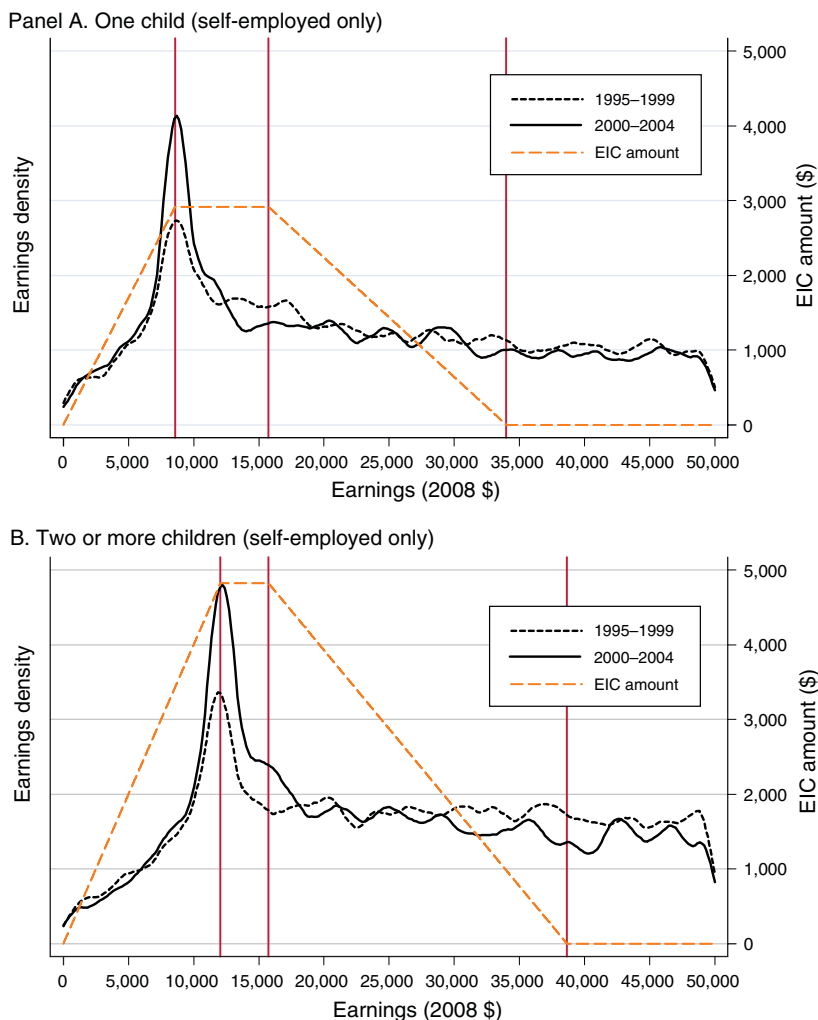 Panel A. One child (self-employed only)
Earnings density
1995–1999
2000–2004
EIC amount
5,000
4,000
3,000
2,000
1,000
0
EIC amount ($)
0 5,000 10,000 15,000 20,000 25,000 30,000 35,000 40,000 45,000 50,000
Earnings (2008 $)
B. Two or more children (self-employed only)
Earnings density
1995–1999
2000–2004
EIC amount
5,000
4,000
3,000
2,000
1,000
0
EIC amount ($)
0 5,000 10,000 15,000 20,000 25,000 30,000 35,000 40,000 45,000 50,000
Earnings (2008 $)